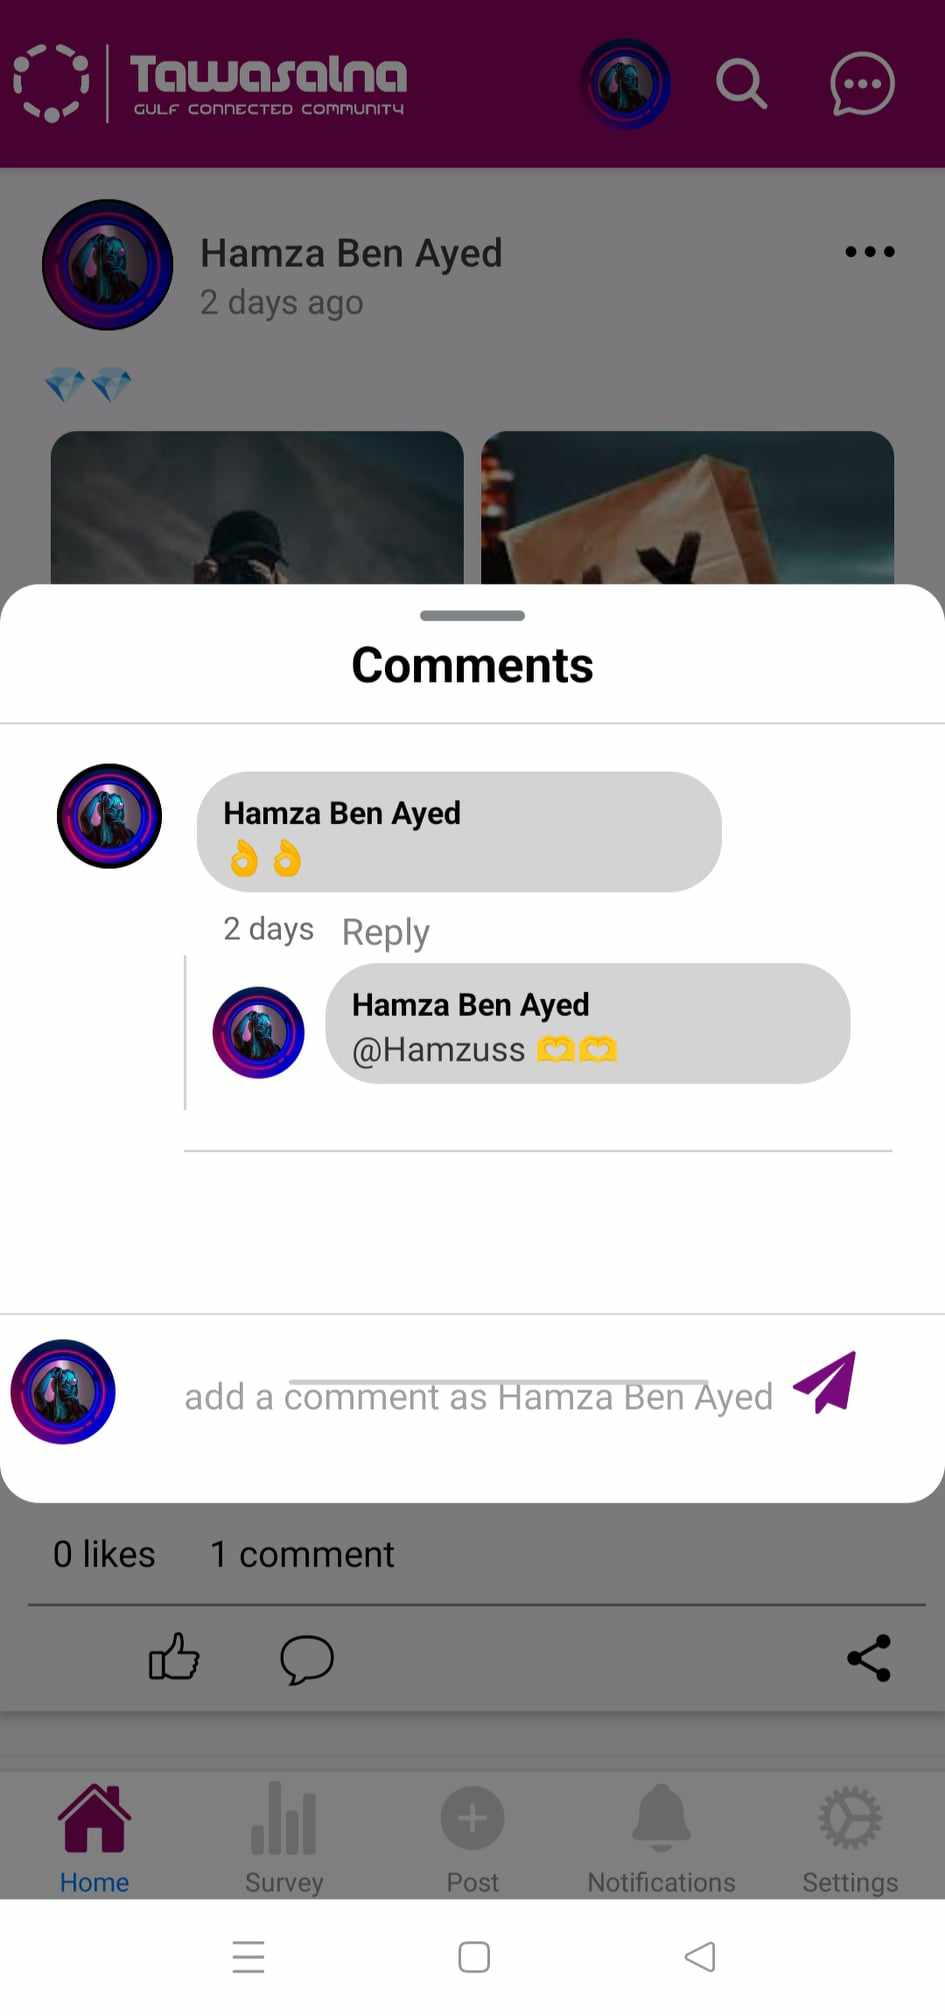 Tawasalna
GULF CONNECTED COMMUNITY
Hamza Ben Ayed
2 days ago
💎💎
Comments
Hamza Ben Ayed
👌👌
2 days Reply
Hamza Ben Ayed
@Hamzuss 🫶🫶
add a comment as Hamza Ben Ayed
0 likes 1 comment
Home Survey Post Notifications Settings